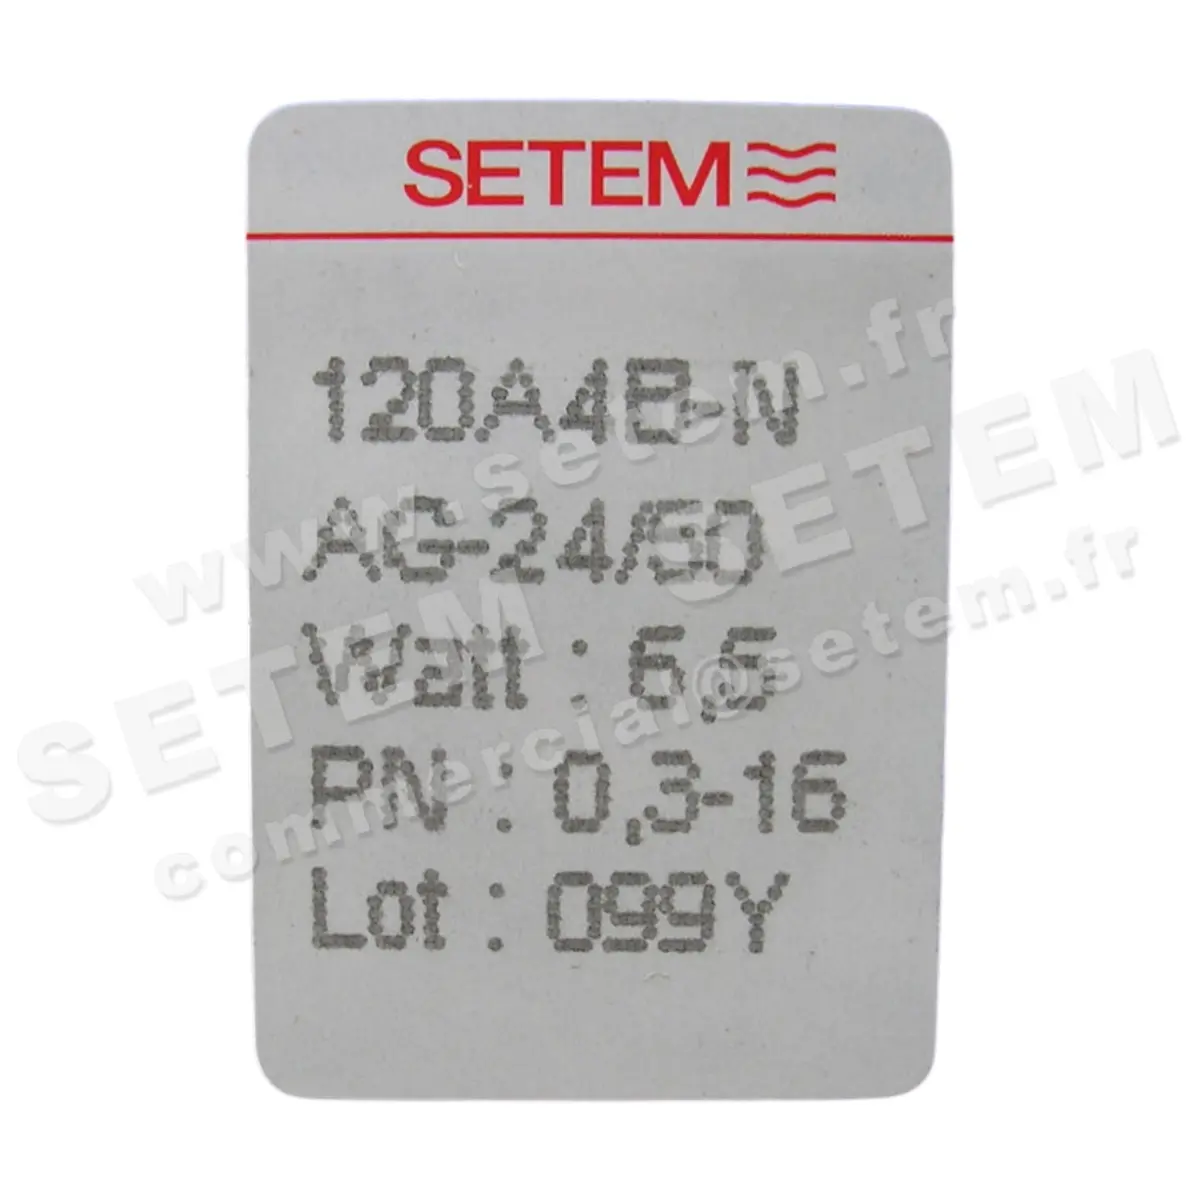 SETEM
120A4B-N
AG-24/50
Watt : 6,5
PN : 0,3-16
Lot : 099Y
www.setem.fr
SETEM SETEM
commercial@setem.fr